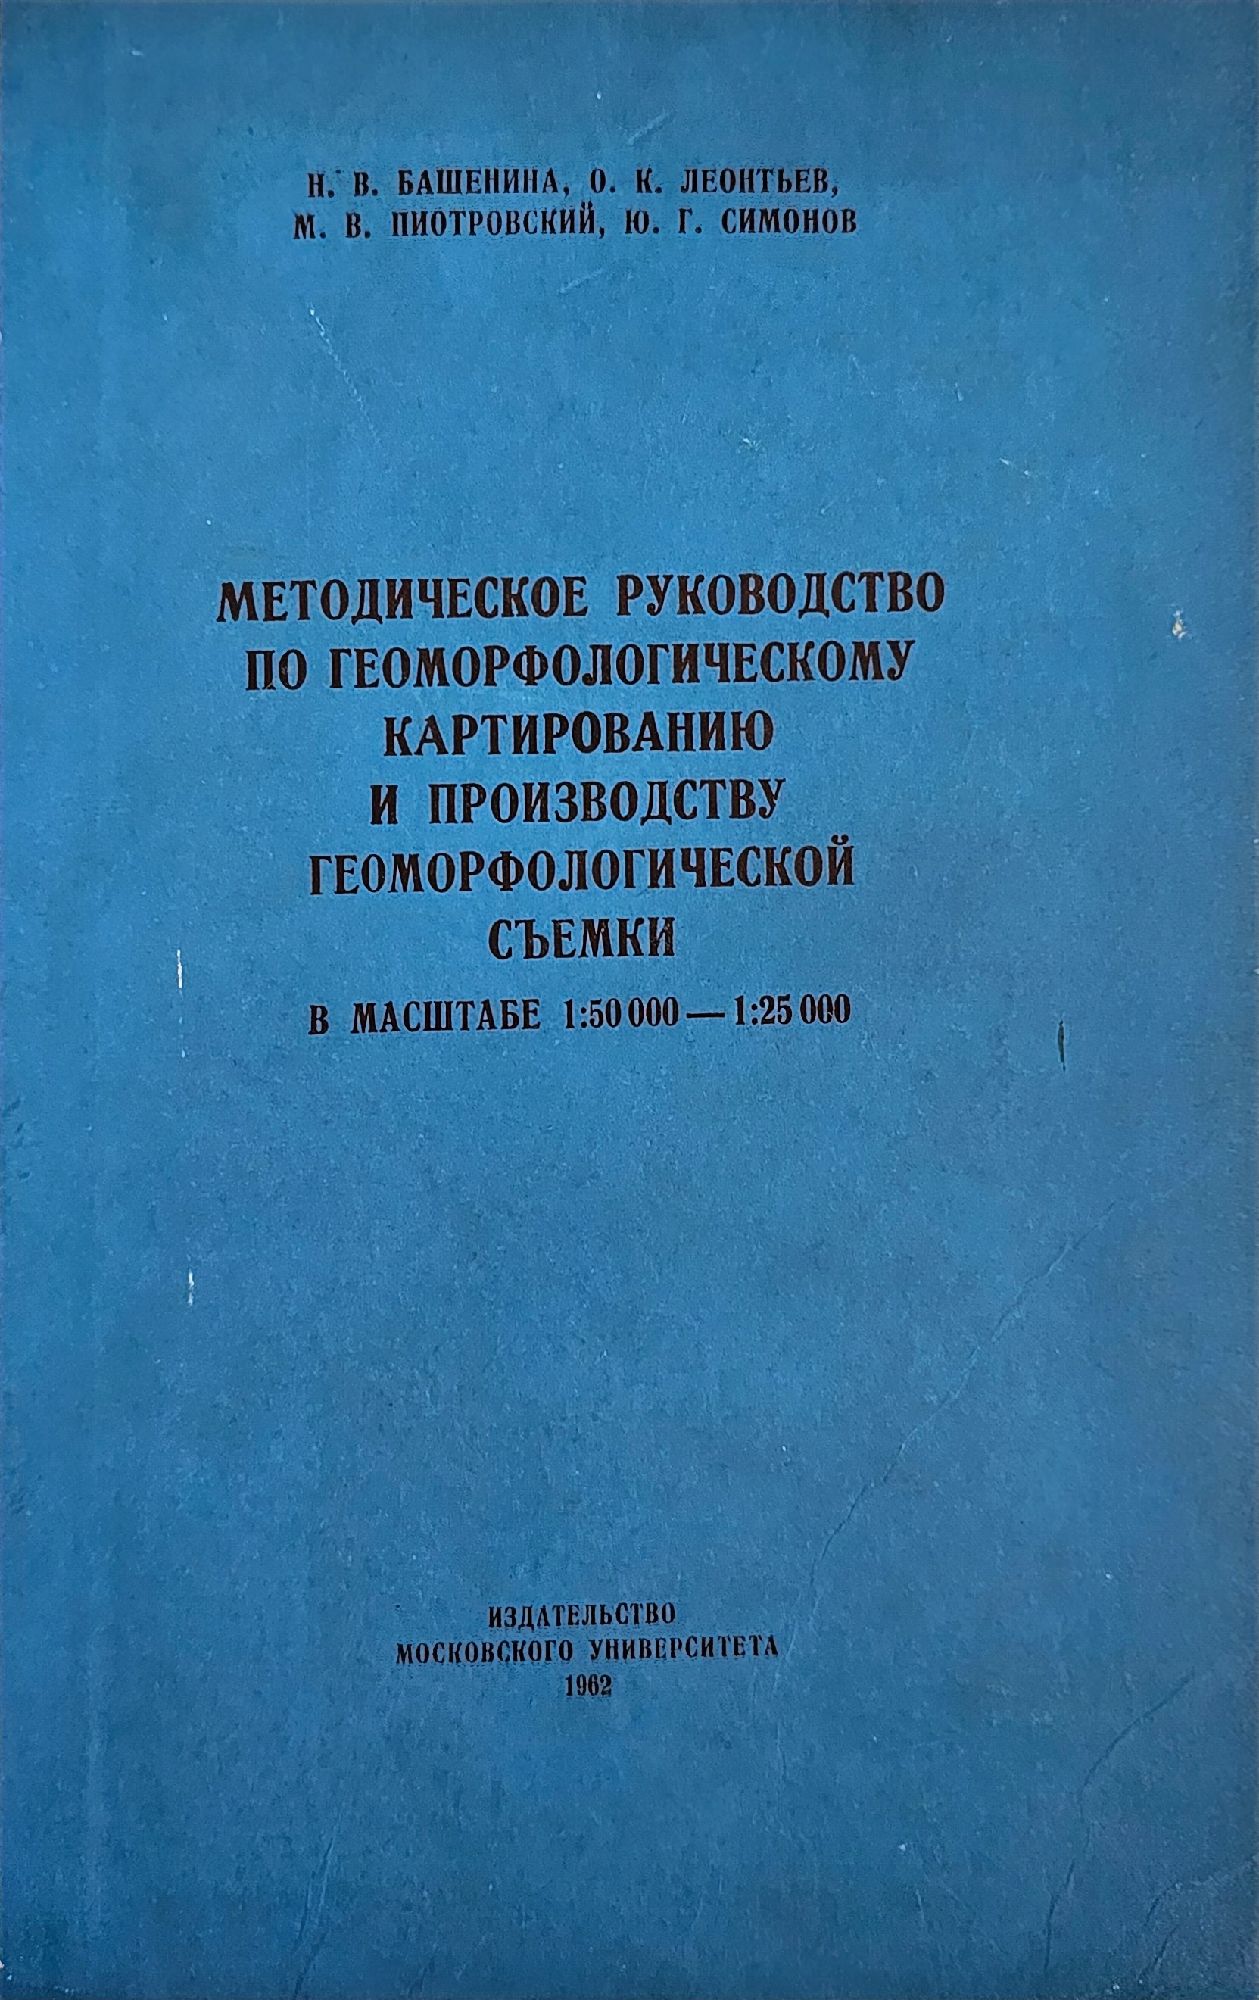 Н. В. БАШЕНИНА, О. К. ЛЕОНТЬЕВ,
М. В. ПИОТРОВСКИЙ, Ю. Г. СИМОНОВ
МЕТОДИЧЕСКОЕ РУКОВОДСТВО
ПО ГЕОМОРФОЛОГИЧЕСКОМУ
КАРТИРОВАНИЮ
И ПРОИЗВОДСТВУ
ГЕОМОРФОЛОГИЧЕСКОЙ
СЪЕМКИ
В МАСШТАБЕ 1:50 000 — 1:25 000
ИЗДАТЕЛЬСТВО
МОСКОВСКОГО УНИВЕРСИТЕТА
1962